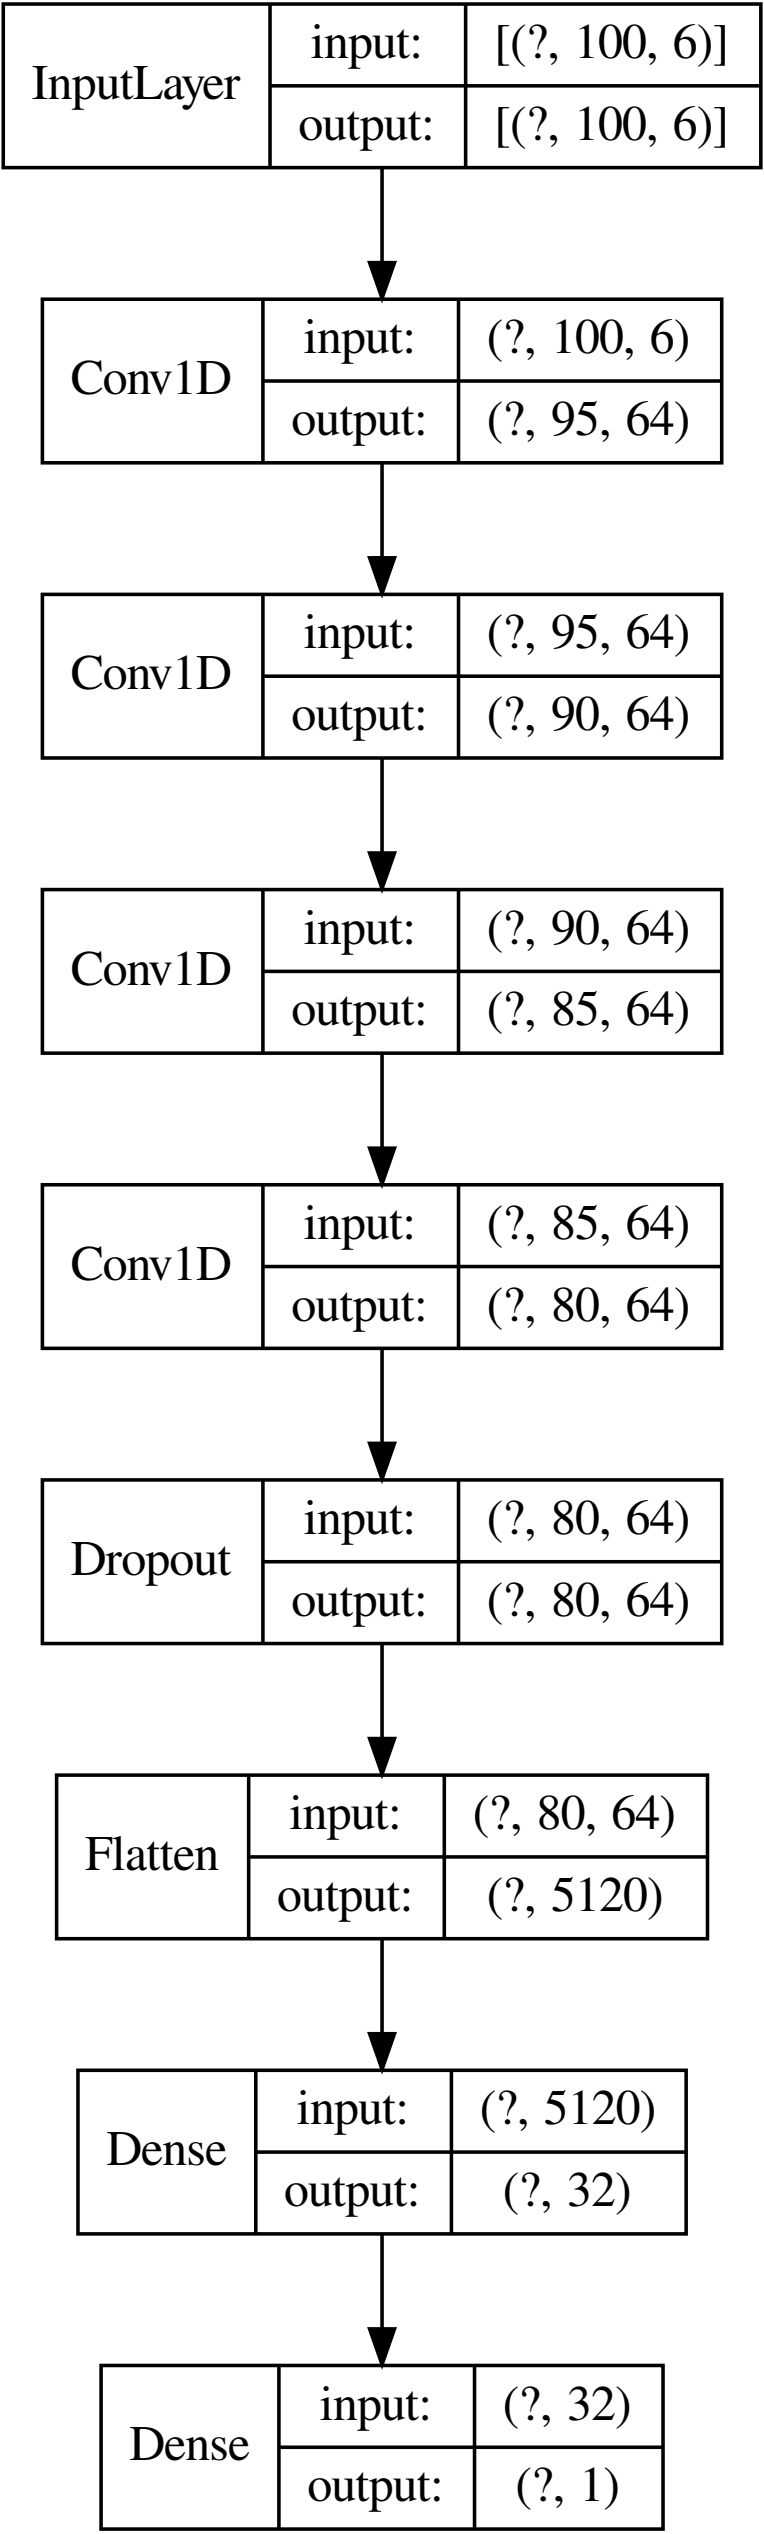 InputLayer
input: [(?, 100, 6)]
output: [(?, 100, 6)]
Conv1D
input: (?, 100, 6)
output: (?, 95, 64)
Conv1D
input: (?, 95, 64)
output: (?, 90, 64)
Conv1D
input: (?, 90, 64)
output: (?, 85, 64)
Conv1D
input: (?, 85, 64)
output: (?, 80, 64)
Dropout
input: (?, 80, 64)
output: (?, 80, 64)
Flatten
input: (?, 80, 64)
output: (?, 5120)
Dense
input: (?, 5120)
output: (?, 32)
Dense
input: (?, 32)
output: (?, 1)